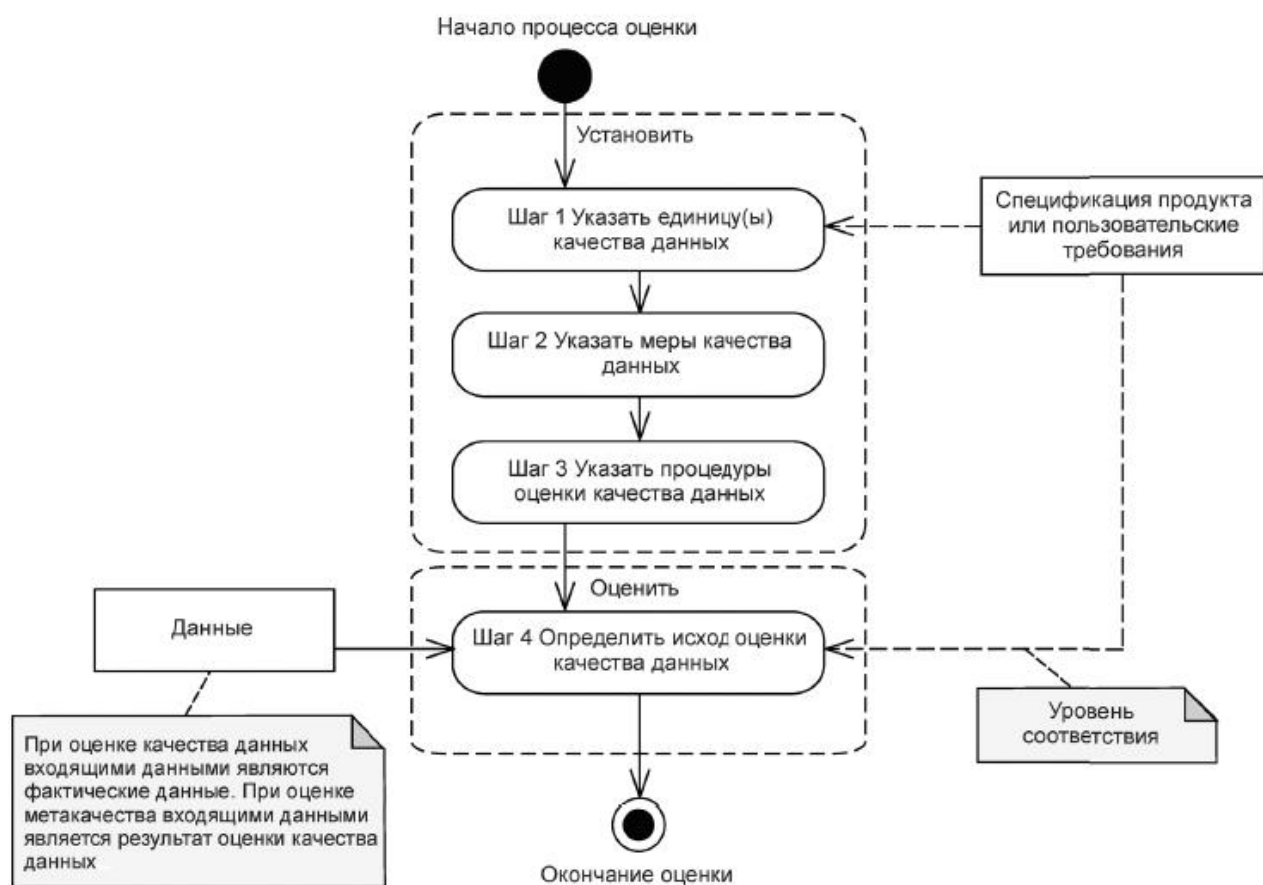 Начало процесса оценки
Установить
Шаг 1 Указать единицу(ы)
качества данных
Спецификация продукта
или пользовательские
требования
Шаг 2 Указать меры качества
данных
Шаг 3 Указать процедуры
оценки качества данных
Оценить
Данные
Шаг 4 Определить исход оценки
качества данных
При оценке качества данных
входящими данными являются
фактические данные. При оценке
метакачества входящими данными
является результат оценки качества
данных
Уровень
соответствия
Окончание оценки